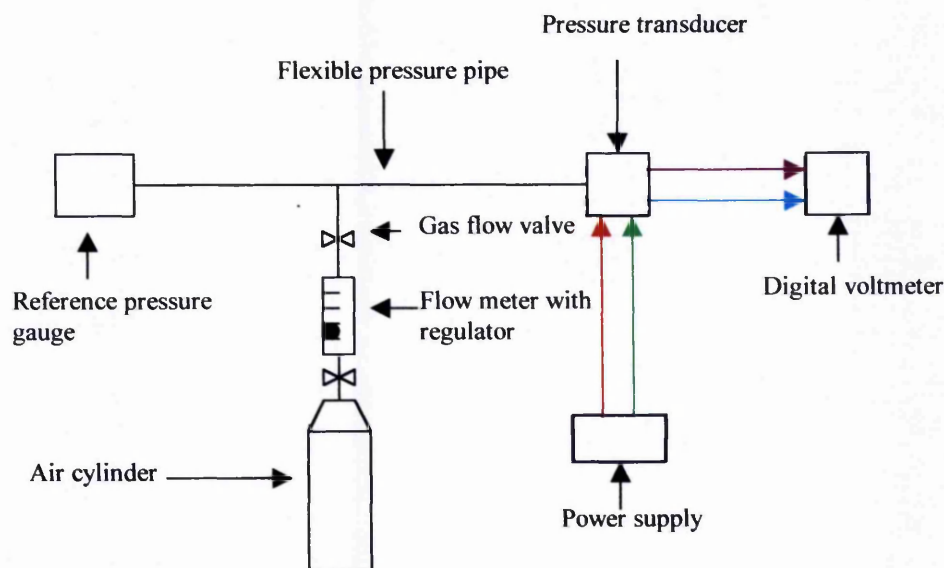 Pressure transducer
Flexible pressure pipe
Gas flow valve
Digital voltmeter
Reference pressure
gauge
Flow meter with
regulator
Air cylinder
Power supply